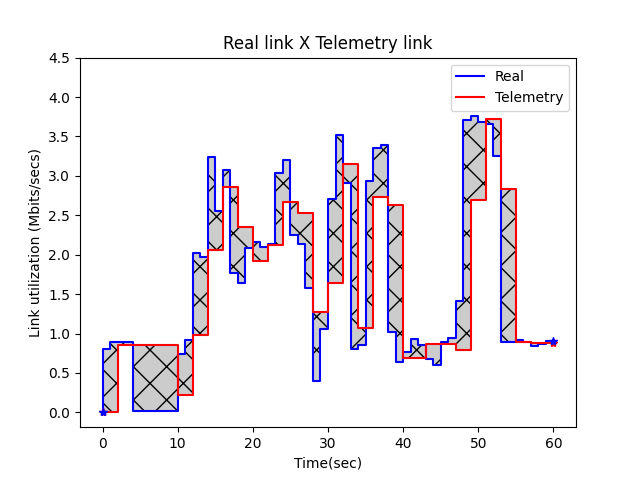 Real link X Telemetry link
Real
Telemetry
Link utilization (Mbits/secs)
4.5
4.0
3.5
3.0
2.5
2.0
1.5
1.0
0.5
0.0
0 10 20 30 40 50 60
Time(sec)